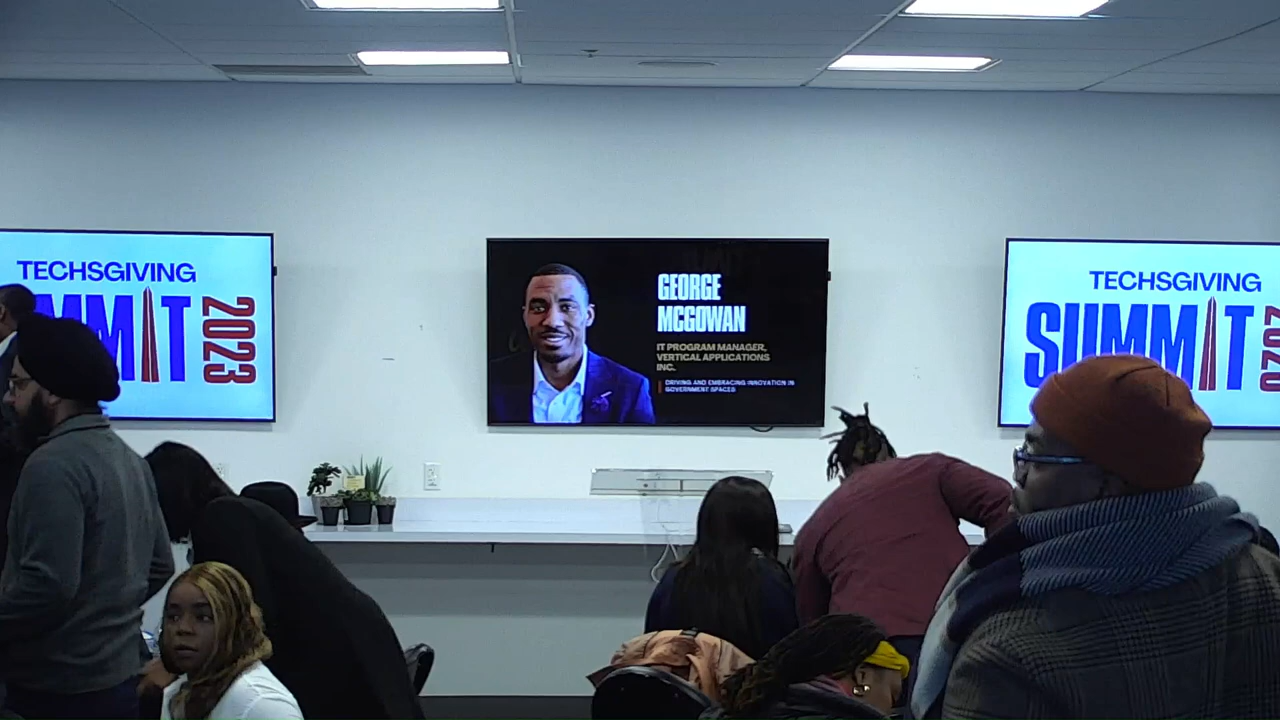 TECHSGIVING
MMIT
2023
GEORGE
MCGOWAN
IT PROGRAM MANAGER,
VERTICAL APPLICATIONS
INC.
DRIVING AND EMBRACING INNOVATION IN
GOVERNMENT SPACES
TECHSGIVING
SUMMIT